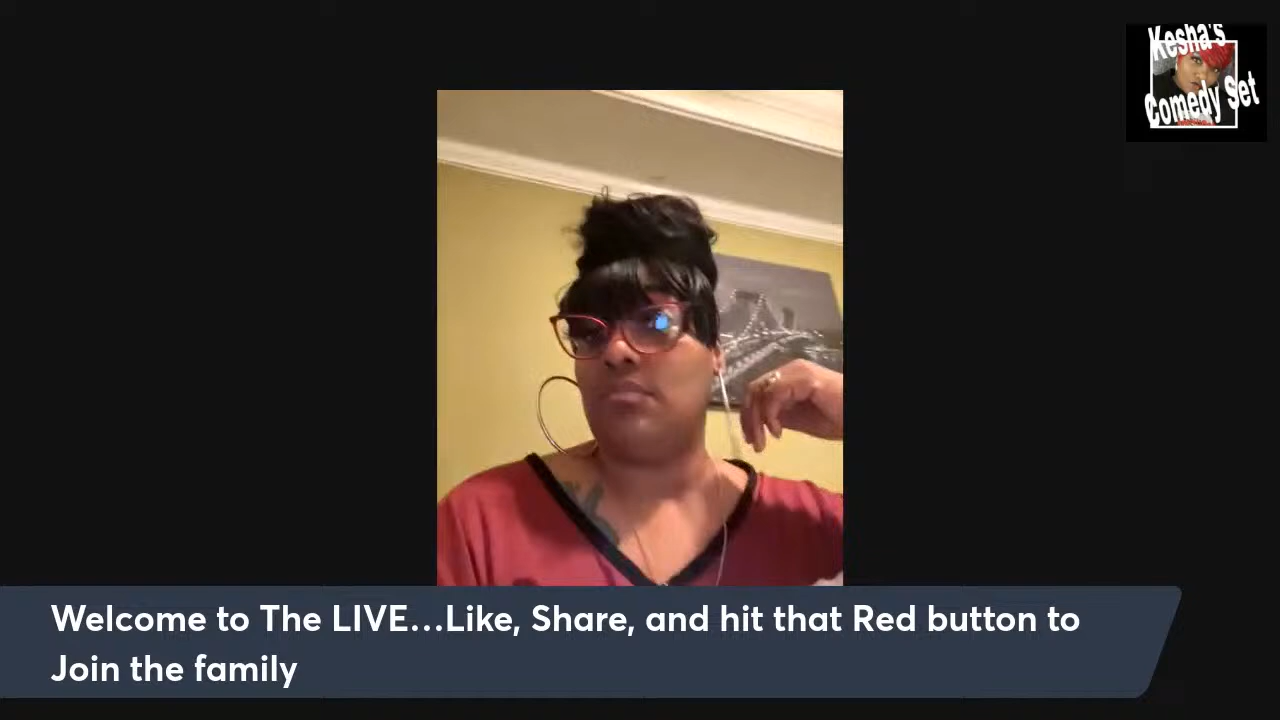 Kesha's
Comedy Set
Welcome to The LIVE...Like, Share, and hit that Red button to
Join the family